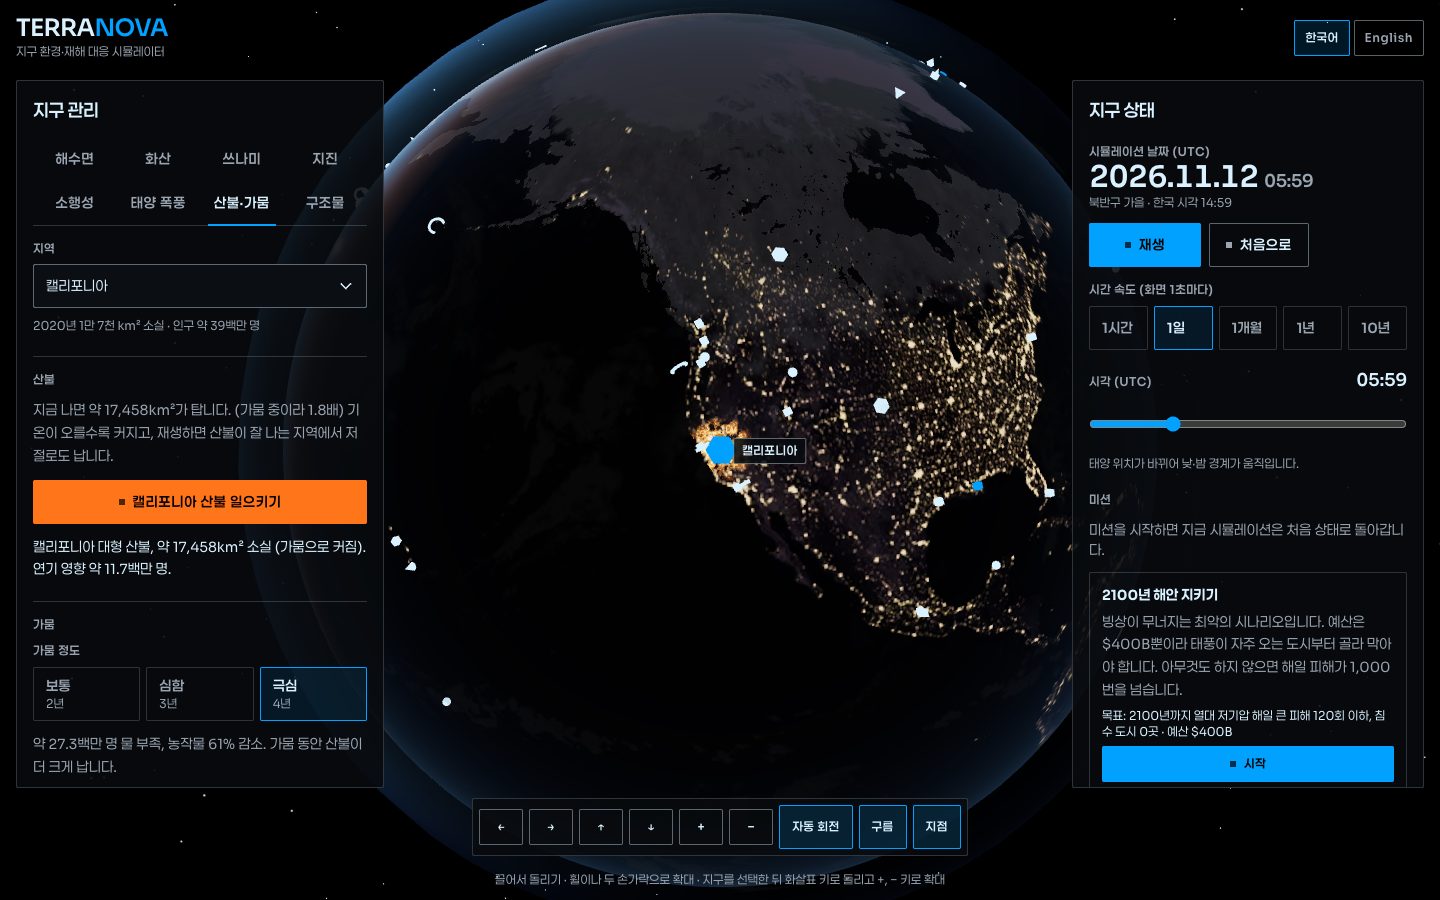 TERRANOVA
지구 환경·재해 대응 시뮬레이터
한국어
English
지구 관리
해수면 화산 쓰나미 지진
소행성 태양 폭풍 산불·가뭄 구조물
지역
캘리포니아
2020년 1만 7천 km² 소실 · 인구 약 39백만 명
산불
지금 나면 약 17,458km²가 탑니다. (가뭄 중이라 1.8배) 기
온이 오를수록 커지고, 재생하면 산불이 잘 나는 지역에서 저
절로도 납니다.
캘리포니아 산불 일으키기
캘리포니아 대형 산불, 약 17,458km² 소실 (가뭄으로 커짐).
연기 영향 약 11.7백만 명.
가뭄
가뭄 정도
보통 심함 극심
2년 3년 4년
약 27.3백만 명 물 부족, 농작물 61% 감소. 가뭄 동안 산불이
더 크게 납니다.
캘리포니아
← → ↑ ↓ + − 자동 회전 구름 지점
끌어서 돌리기 · 휠이나 두 손가락으로 확대 · 지구를 선택한 뒤 화살표 키로 돌리고 +, − 키로 확대
지구 상태
시뮬레이션 날짜 (UTC)
2026.11.12 05:59
북반구 가을 · 한국 시각 14:59
재생 처음으로
시간 속도 (화면 1초마다)
1시간 1일 1개월 1년 10년
시각 (UTC) 05:59
태양 위치가 바뀌어 낮·밤 경계가 움직입니다.
미션
미션을 시작하면 지금 시뮬레이션은 처음 상태로 돌아갑니
다.
2100년 해안 지키기
빙상이 무너지는 최악의 시나리오입니다. 예산은
$400B뿐이라 태풍이 자주 오는 도시부터 골라 막아
야 합니다. 아무것도 하지 않으면 해일 피해가 1,000
번을 넘습니다.
목표: 2100년까지 열대 저기압 해일 큰 피해 120회 이하, 침
수 도시 0곳 · 예산 $400B
시작